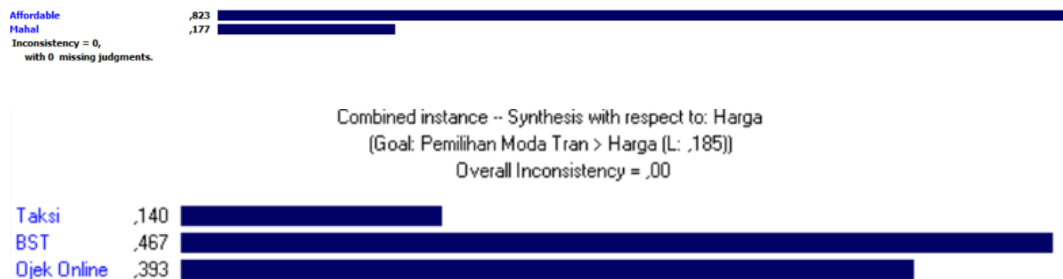 Affordable ,823
Mahal ,177
Inconsistency = 0,
with 0 missing judgments.
Combined instance -- Synthesis with respect to: Harga
(Goal: Pemilihan Moda Tran > Harga (L: ,185))
Overall Inconsistency = ,00
Taksi ,140
BST ,467
Ojek Online ,393